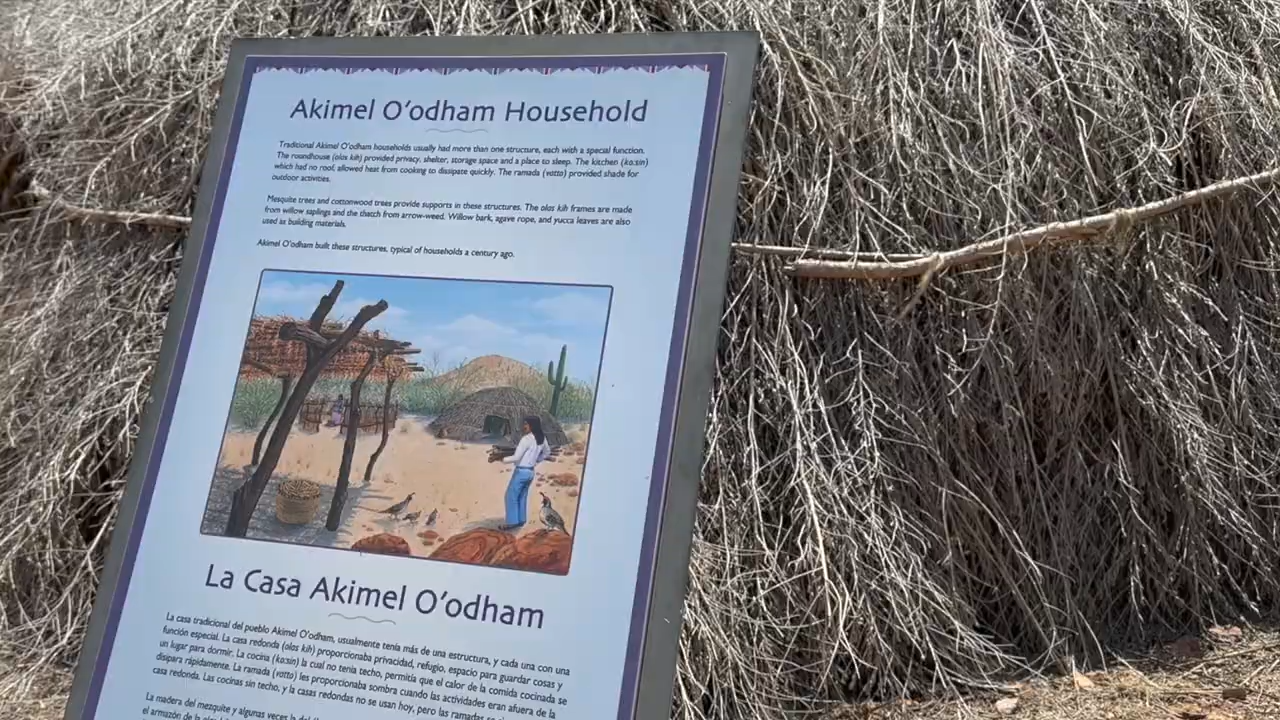 Akimel O'odham Household
Traditional Akimel O'odham households usually had more than one structure, each with a special function.
The roundhouse (olas kih) provided privacy, shelter, storage space and a place to sleep. The kitchen (ko:sin)
which had no roof, allowed heat from cooking to dissipate quickly. The ramada (vatto) provided shade for
outdoor activities.
Mesquite trees and cottonwood trees provide supports in these structures. The olas kih frames are made
from willow saplings and the thatch from arrow-weed. Willow bark, agave rope, and yucca leaves are also
used as building materials.
Akimel O'odham built these structures, typical of households a century ago.
La Casa Akimel O'odham
La casa tradicional del pueblo Akimel O'odham, usualmente tenía más de una estructura, y cada una con una
función especial. La casa redonda (olas kih) proporcionaba privacidad, refugio, espacio para guardar cosas y
un lugar para dormir. La cocina (ko:sin) la cual no tenía techo, permitía que el calor de la comida cocinada se
disipara rápidamente. La ramada (vatto) les proporcionaba sombra cuando las actividades eran afuera de la
casa redonda. Las cocinas sin techo, y la casas redondas no se usan hoy, pero las ramadas
La madera del mezquite y algunas veces la del
el armazón de la